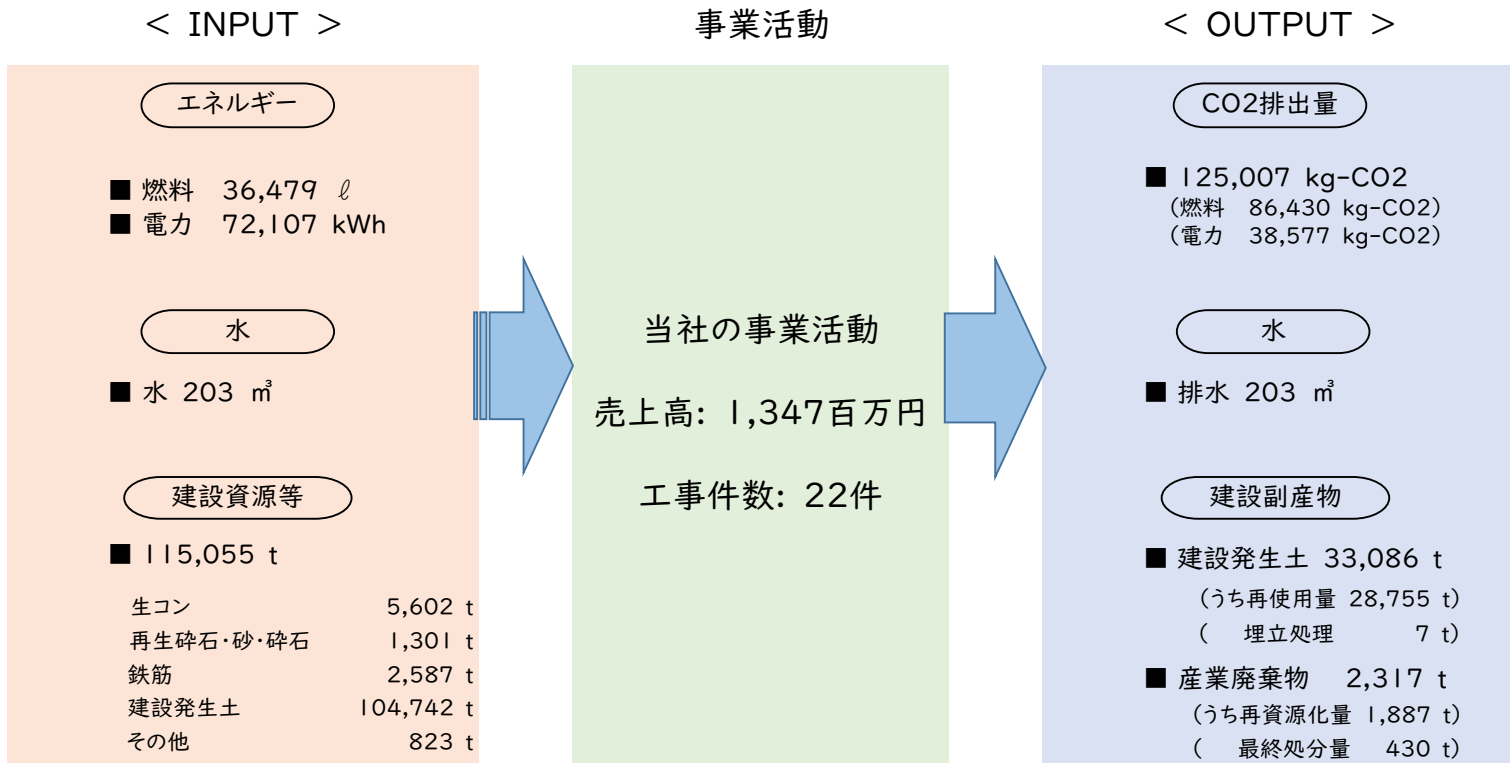 < INPUT >
エネルギー
■ 燃料 36,479 ℓ
■ 電力 72,107 kWh
水
■ 水 203 ㎥
建設資源等
■ 115,055 t
生コン 5,602 t
再生砕石・砂・砕石 1,301 t
鉄筋 2,587 t
建設発生土 104,742 t
その他 823 t
事業活動
当社の事業活動
売上高: 1,347百万円
工事件数: 22件
< OUTPUT >
CO2排出量
■ 125,007 kg-CO2
(燃料 86,430 kg-CO2)
(電力 38,577 kg-CO2)
水
■ 排水 203 ㎥
建設副産物
■ 建設発生土 33,086 t
(うち再使用量 28,755 t)
( 埋立処理 7 t)
■ 産業廃棄物 2,317 t
(うち再資源化量 1,887 t)
( 最終処分量 430 t)